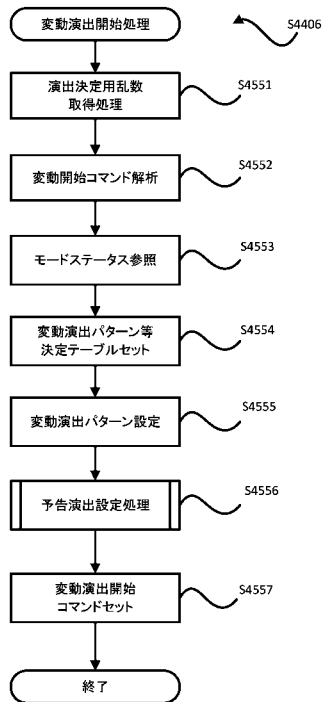 変動演出開始処理
S4406
演出決定用乱数
取得処理
S4551
変動開始コマンド解析
S4552
モードステータス参照
S4553
変動演出パターン等
決定テーブルセット
S4554
変動演出パターン設定
S4555
予告演出設定処理
S4556
変動演出開始
コマンドセット
S4557
終了